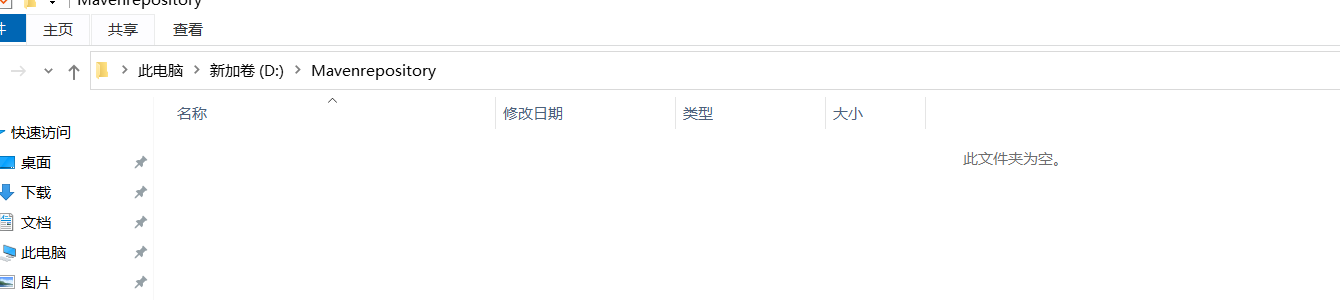 Mavenrepository
件 主页 共享 查看
此电脑 新加卷 (D:) Mavenrepository
名称 修改日期 类型 大小
快速访问
此文件夹为空。
桌面
下载
文档
此电脑
图片